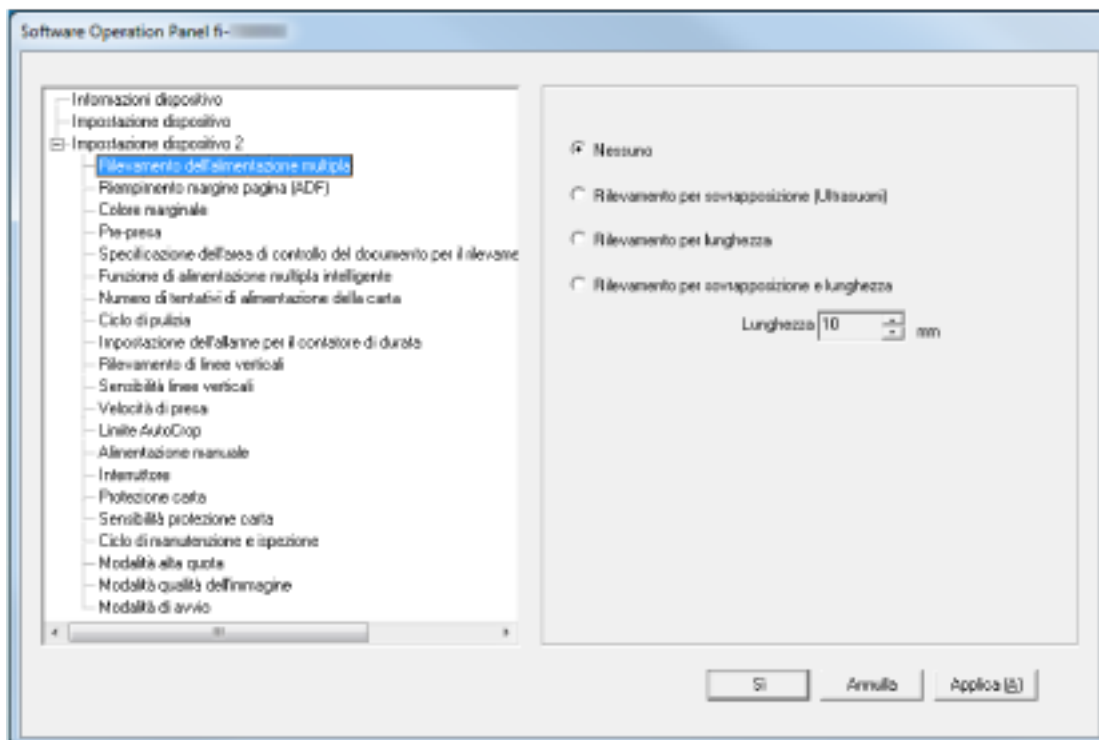 Software Operation Panel fi-
Informazioni dispositivo
Impostazione dispositivo
Impostazione dispositivo 2
Rilevamento dell'alimentazione multipla
Riempimento margine pagina (ADF)
Colore marginale
Pre-presa
Specificazione dell'area di controllo del documento per il rilevame
Funzione di alimentazione multipla intelligente
Numero di tentativi di alimentazione della carta
Ciclo di pulizia
Impostazione dell'allarme per il contatore di durata
Rilevamento di linee verticali
Sensibilità linee verticali
Velocità di presa
Limite AutoCrop
Alimentazione manuale
Interruttore
Protezione carta
Sensibilità protezione carta
Ciclo di manutenzione e ispezione
Modalità alta quota
Modalità qualità dell'immagine
Modalità di avvio
Nessuno
Rilevamento per sovrapposizione (Ultrasuoni)
Rilevamento per lunghezza
Rilevamento per sovrapposizione e lunghezza
Lunghezza 10 mm
Sì Annulla Applica (A)